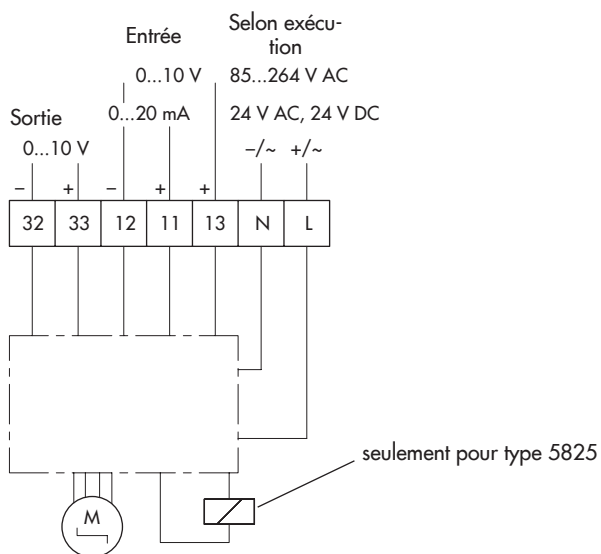 Entrée
Selon exécu-
tion
0...10 V
85...264 V AC
Sortie
0...20 mA
24 V AC, 24 V DC
0...10 V
–/~
+/~
–
+
–
+
+
32
33
12
11
13
N
L
seulement pour type 5825
M